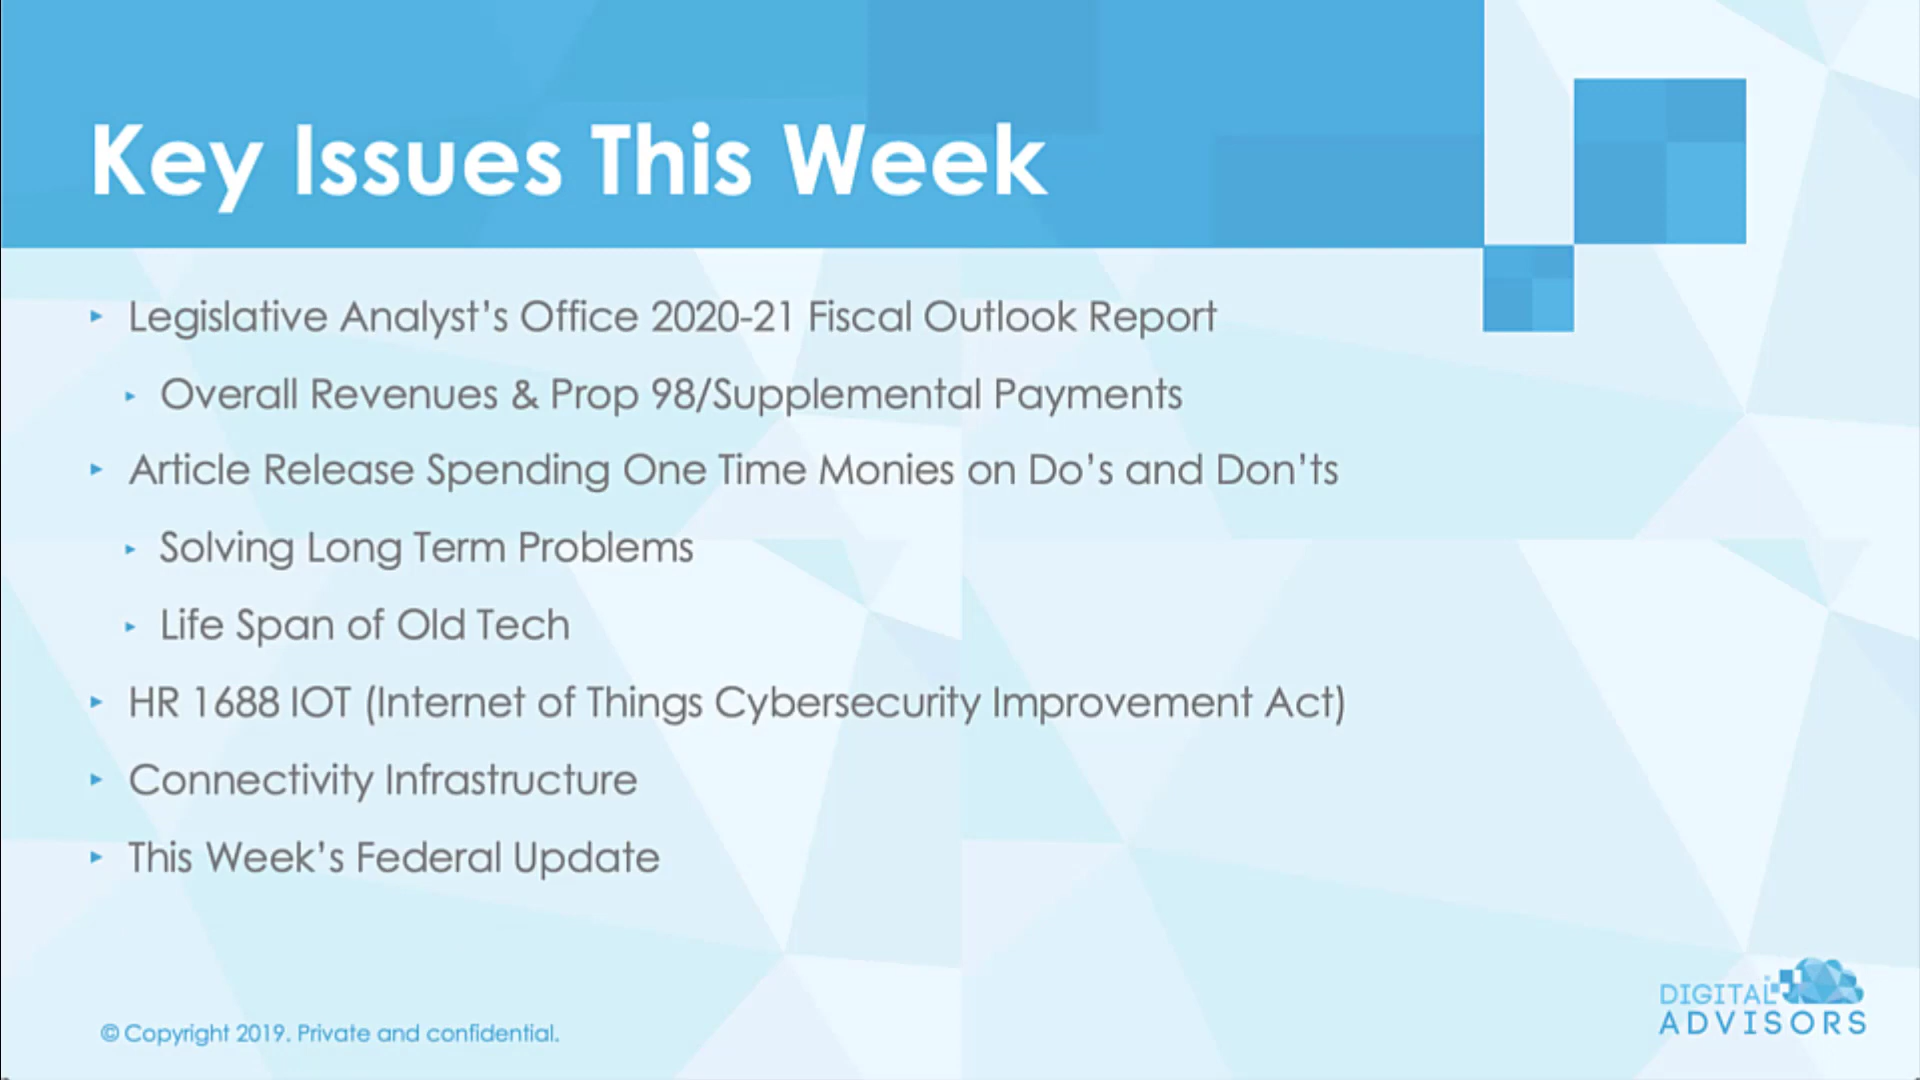 Key Issues This Week
Legislative Analyst's Office 2020-21 Fiscal Outlook Report
Overall Revenues & Prop 98/Supplemental Payments
Article Release Spending One Time Monies on Do's and Don'ts
Solving Long Term Problems
Life Span of Old Tech
HR 1688 IOT (Internet of Things Cybersecurity Improvement Act)
Connectivity Infrastructure
This Week's Federal Update
© Copyright 2019. Private and confidential.
DIGITAL
ADVISORS